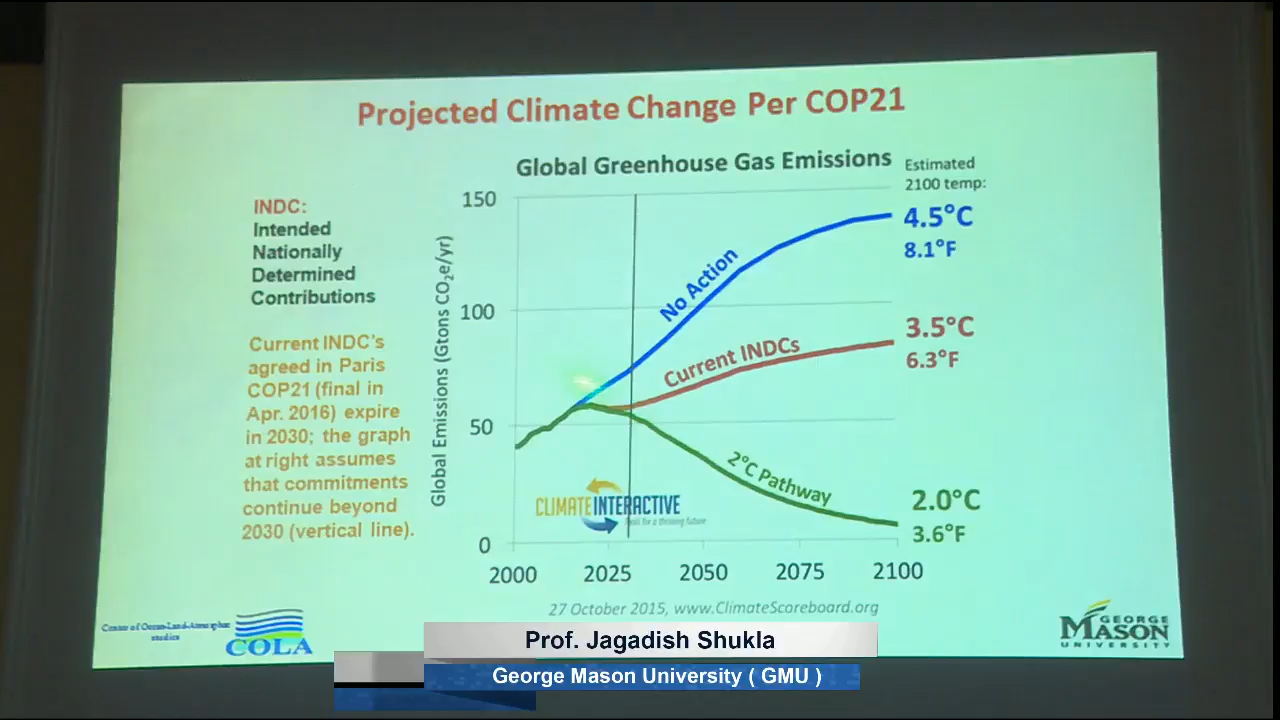 Projected Climate Change Per COP21
Global Greenhouse Gas Emissions
Estimated
2100 temp:
INDC:
Intended
Nationally
Determined
Contributions
Current INDC's
agreed in Paris
COP21 (final in
Apr. 2016) expire
in 2030; the graph
at right assumes
that commitments
continue beyond
2030 (vertical line).
Global Emissions (Gtons CO₂e/yr)
150
100
50
0
No Action
4.5°C
8.1°F
Current INDCs
3.5°C
6.3°F
2°C Pathway
2.0°C
3.6°F
CLIMATE INTERACTIVE
tools for a thinking future
2000 2025 2050 2075 2100
27 October 2015, www.ClimateScoreboard.org
Center of Ocean-Land-Atmosphere
studies
COLA
GEORGE
MASON
UNIVERSITY
Prof. Jagadish Shukla
George Mason University ( GMU )